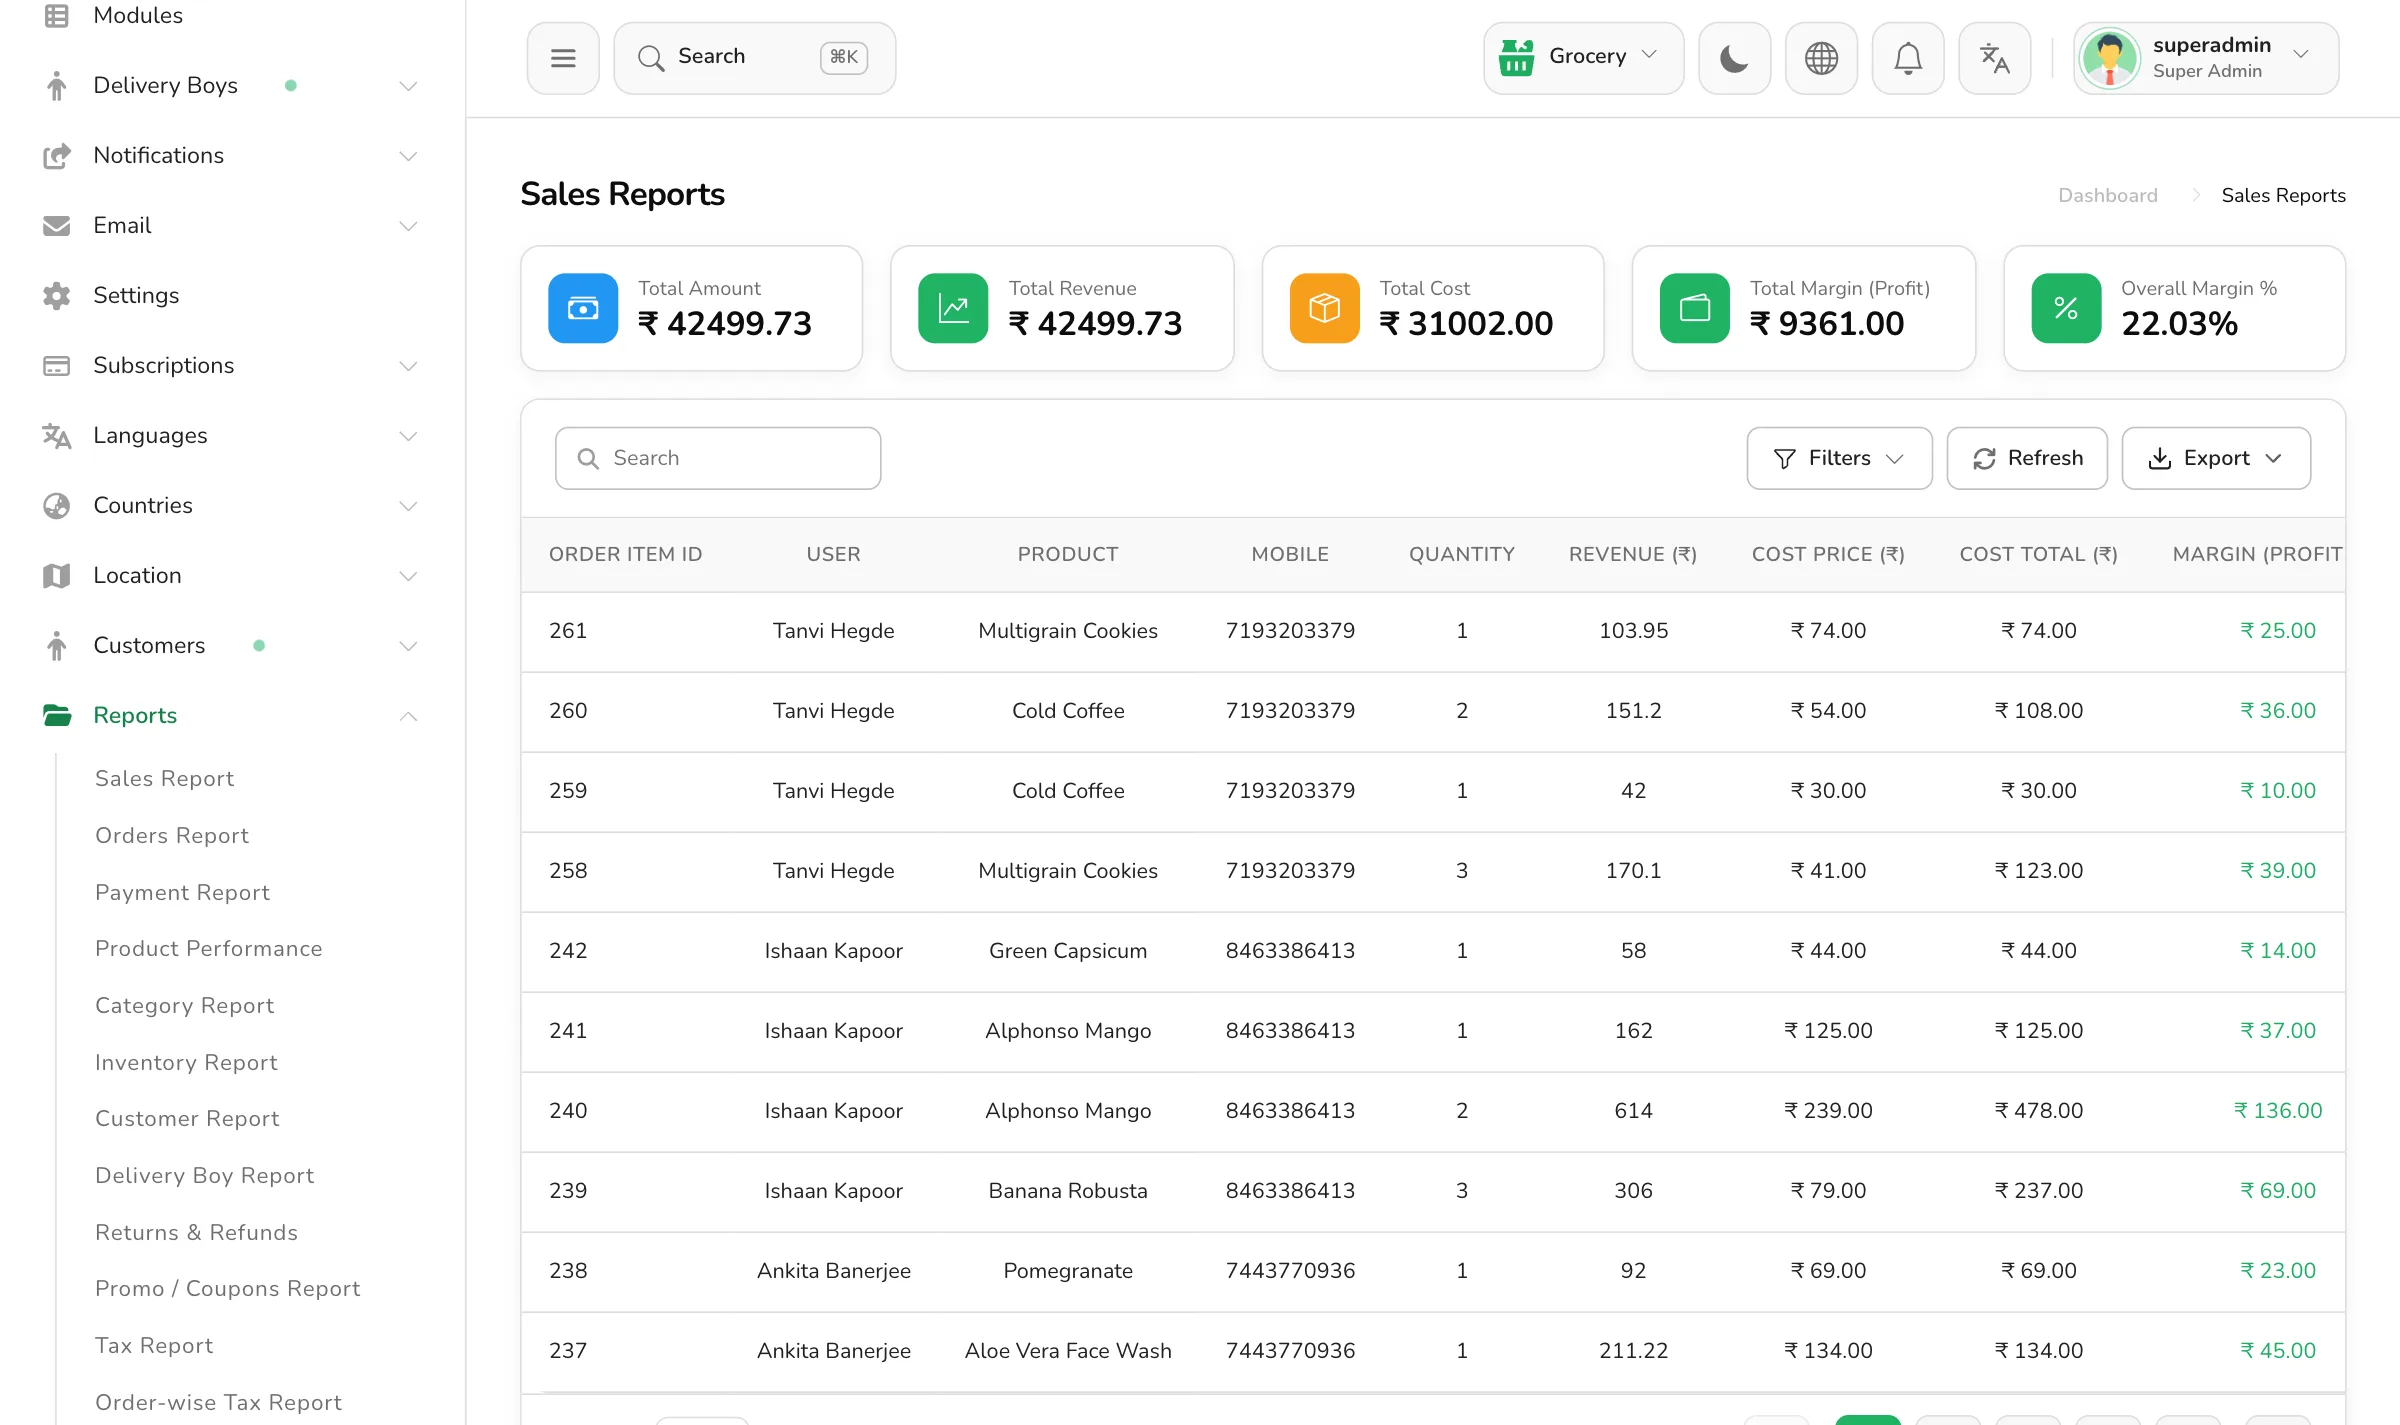 Modules
Delivery Boys
Notifications
Email
Settings
Subscriptions
Languages
Countries
Location
Customers
Reports
Sales Report
Orders Report
Payment Report
Product Performance
Category Report
Inventory Report
Customer Report
Delivery Boy Report
Returns & Refunds
Promo / Coupons Report
Tax Report
Order-wise Tax Report
Search ⌘K Grocery superadmin
Super Admin
Sales Reports Dashboard Sales Reports
Total Amount
₹ 42499.73
Total Revenue
₹ 42499.73
Total Cost
₹ 31002.00
Total Margin (Profit)
₹ 9361.00
Overall Margin %
22.03%
Search Filters Refresh Export
ORDER ITEM ID USER PRODUCT MOBILE QUANTITY REVENUE (₹) COST PRICE (₹) COST TOTAL (₹) MARGIN (PROFIT
261 Tanvi Hegde Multigrain Cookies 7193203379 1 103.95 ₹ 74.00 ₹ 74.00 ₹ 25.00
260 Tanvi Hegde Cold Coffee 7193203379 2 151.2 ₹ 54.00 ₹ 108.00 ₹ 36.00
259 Tanvi Hegde Cold Coffee 7193203379 1 42 ₹ 30.00 ₹ 30.00 ₹ 10.00
258 Tanvi Hegde Multigrain Cookies 7193203379 3 170.1 ₹ 41.00 ₹ 123.00 ₹ 39.00
242 Ishaan Kapoor Green Capsicum 8463386413 1 58 ₹ 44.00 ₹ 44.00 ₹ 14.00
241 Ishaan Kapoor Alphonso Mango 8463386413 1 162 ₹ 125.00 ₹ 125.00 ₹ 37.00
240 Ishaan Kapoor Alphonso Mango 8463386413 2 614 ₹ 239.00 ₹ 478.00 ₹ 136.00
239 Ishaan Kapoor Banana Robusta 8463386413 3 306 ₹ 79.00 ₹ 237.00 ₹ 69.00
238 Ankita Banerjee Pomegranate 7443770936 1 92 ₹ 69.00 ₹ 69.00 ₹ 23.00
237 Ankita Banerjee Aloe Vera Face Wash 7443770936 1 211.22 ₹ 134.00 ₹ 134.00 ₹ 45.00